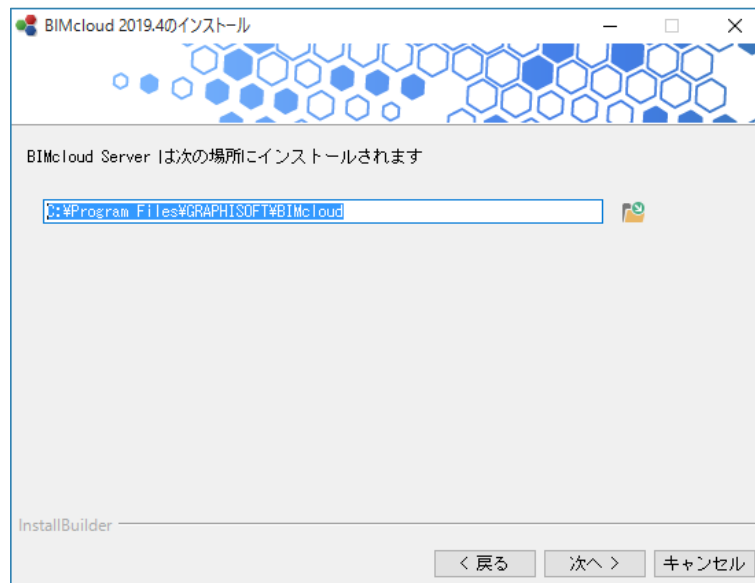 BIMcloud 2019.4のインストール
BIMcloud Server は次の場所にインストールされます
C:¥Program Files¥GRAPHISOFT¥BIMcloud
InstallBuilder
< 戻る 次へ > キャンセル